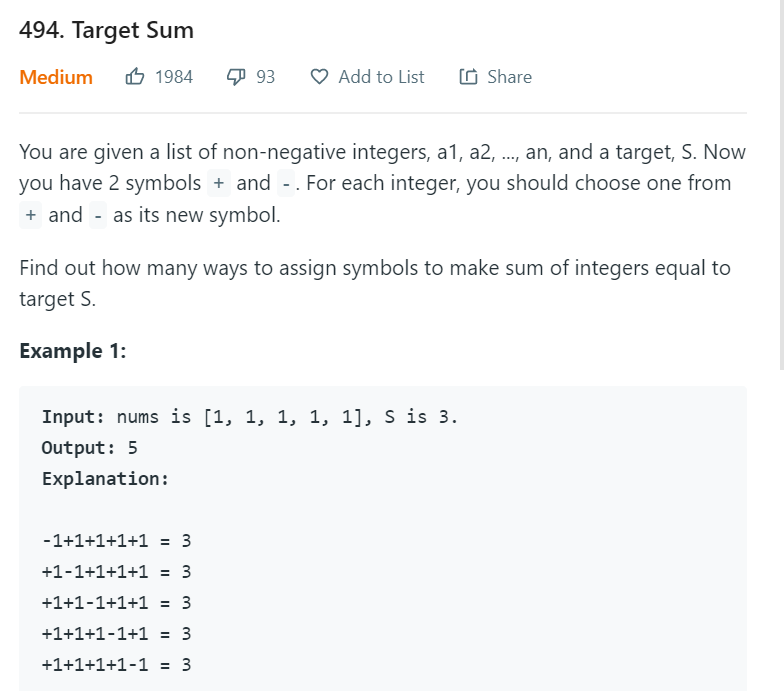 494. Target Sum
Medium 1984 93 Add to List Share
You are given a list of non-negative integers, a1, a2, ..., an, and a target, S. Now
you have 2 symbols + and -. For each integer, you should choose one from
+ and - as its new symbol.
Find out how many ways to assign symbols to make sum of integers equal to
target S.
Example 1:
Input: nums is [1, 1, 1, 1, 1], S is 3.
Output: 5
Explanation:
-1+1+1+1+1 = 3
+1-1+1+1+1 = 3
+1+1-1+1+1 = 3
+1+1+1-1+1 = 3
+1+1+1+1-1 = 3